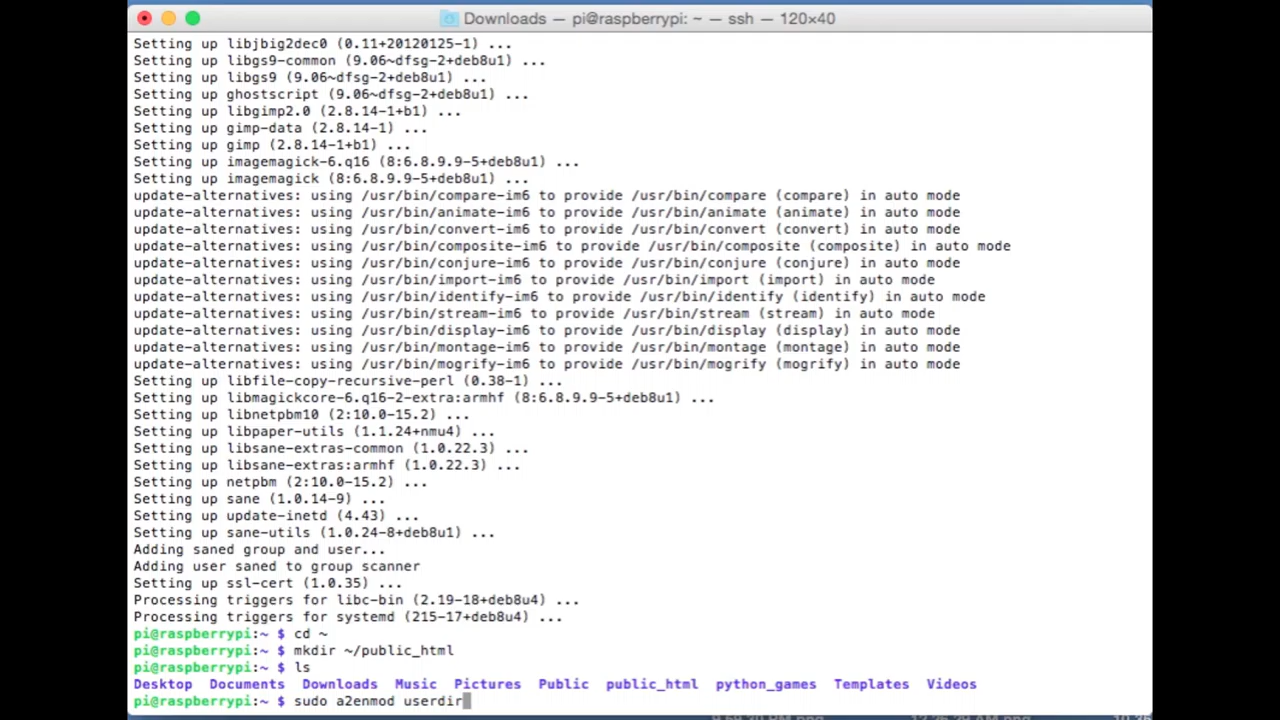 Downloads — pi@raspberrypi: ~ — ssh — 120×40
Setting up libjbig2dec0 (0.11+20120125-1) ...
Setting up libgs9-common (9.06~dfsg-2+deb8u1) ...
Setting up libgs9 (9.06~dfsg-2+deb8u1) ...
Setting up ghostscript (9.06~dfsg-2+deb8u1) ...
Setting up libgimp2.0 (2.8.14-1+b1) ...
Setting up gimp-data (2.8.14-1) ...
Setting up gimp (2.8.14-1+b1) ...
Setting up imagemagick-6.q16 (8:6.8.9.9-5+deb8u1) ...
Setting up imagemagick (8:6.8.9.9-5+deb8u1) ...
update-alternatives: using /usr/bin/compare-im6 to provide /usr/bin/compare (compare) in auto mode
update-alternatives: using /usr/bin/animate-im6 to provide /usr/bin/animate (animate) in auto mode
update-alternatives: using /usr/bin/convert-im6 to provide /usr/bin/convert (convert) in auto mode
update-alternatives: using /usr/bin/composite-im6 to provide /usr/bin/composite (composite) in auto mode
update-alternatives: using /usr/bin/conjure-im6 to provide /usr/bin/conjure (conjure) in auto mode
update-alternatives: using /usr/bin/import-im6 to provide /usr/bin/import (import) in auto mode
update-alternatives: using /usr/bin/identify-im6 to provide /usr/bin/identify (identify) in auto mode
update-alternatives: using /usr/bin/stream-im6 to provide /usr/bin/stream (stream) in auto mode
update-alternatives: using /usr/bin/display-im6 to provide /usr/bin/display (display) in auto mode
update-alternatives: using /usr/bin/montage-im6 to provide /usr/bin/montage (montage) in auto mode
update-alternatives: using /usr/bin/mogrify-im6 to provide /usr/bin/mogrify (mogrify) in auto mode
Setting up libfile-copy-recursive-perl (0.38-1) ...
Setting up libmagickcore-6.q16-2-extra:armhf (8:6.8.9.9-5+deb8u1) ...
Setting up libnetpbm10 (2:10.0-15.2) ...
Setting up libpaper-utils (1.1.24+nmu4) ...
Setting up libsane-extras-common (1.0.22.3) ...
Setting up libsane-extras:armhf (1.0.22.3) ...
Setting up netpbm (2:10.0-15.2) ...
Setting up sane (1.0.14-9) ...
Setting up update-inetd (4.43) ...
Setting up sane-utils (1.0.24-8+deb8u1) ...
Adding saned group and user...
Adding user saned to group scanner
Setting up ssl-cert (1.0.35) ...
Processing triggers for libc-bin (2.19-18+deb8u4) ...
Processing triggers for systemd (215-17+deb8u4) ...
pi@raspberrypi:~ $ cd ~
pi@raspberrypi:~ $ mkdir ~/public_html
pi@raspberrypi:~ $ ls
Desktop Documents Downloads Music Pictures Public public_html python_games Templates Videos
pi@raspberrypi:~ $ sudo a2enmod userdir